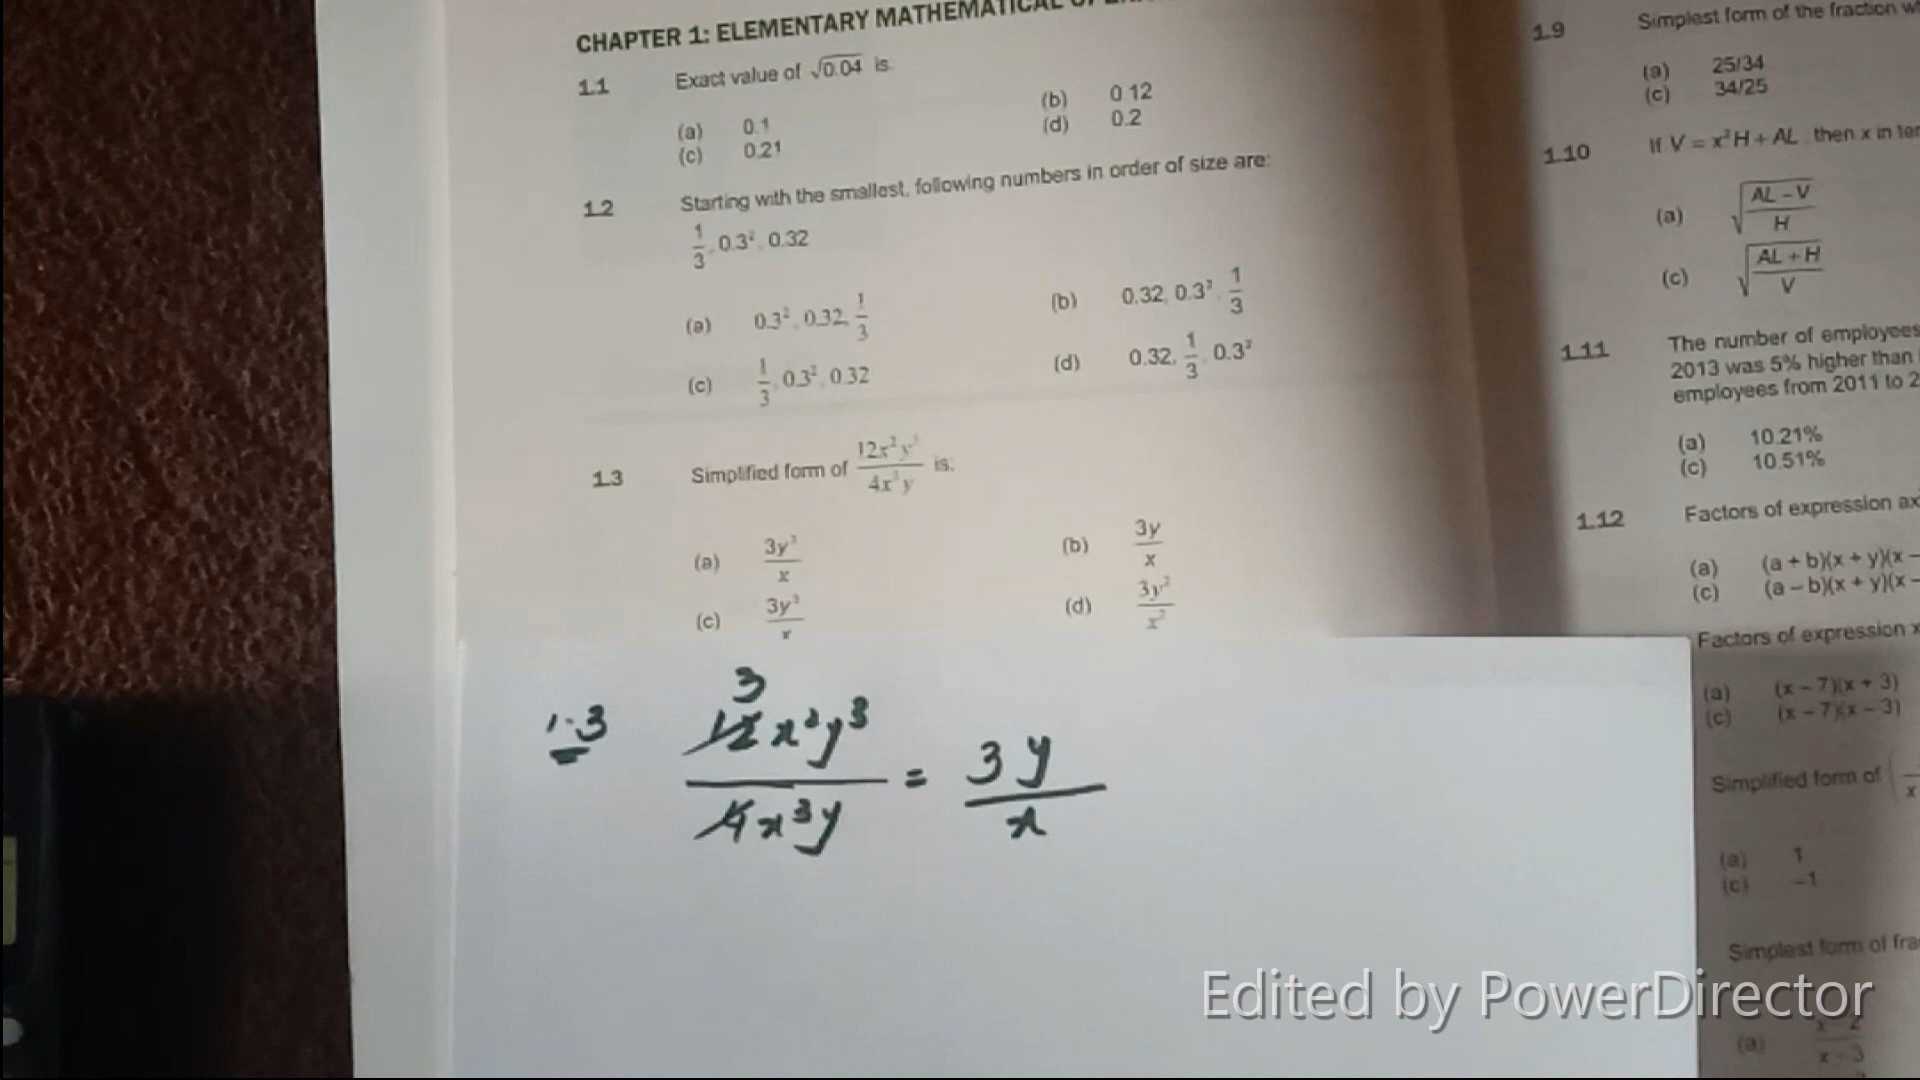 CHAPTER 1: ELEMENTARY MATHEMATICAL
1.1 Exact value of √0.04 is:
(a) 0.1 (b) 0.12
(c) 0.21 (d) 0.2
1.2 Starting with the smallest, following numbers in order of size are:
1/3, 0.3², 0.32
(a) 0.3², 0.32, 1/3 (b) 0.32, 0.3², 1/3
(c) 1/3, 0.3², 0.32 (d) 0.32, 1/3, 0.3²
1.3 Simplified form of 12x²y³/4x³y is:
(a) 3y²/x (b) 3y/x
(c) 3y³/x (d) 3y²/x²
1.3 12x²y³/4x³y = 3y/x
3
1.9 Simplest form of the fraction
(a) 25/34
(c) 34/25
1.10 If V = x²H + AL then x in
(a) √(AL – V/H)
(c) √(AL + H/V)
1.11 The number of employees
2013 was 5% higher than
employees from 2011 to
(a) 10.21%
(c) 10.51%
1.12 Factors of expression
(a) (a + b)(x + y)(x –
(c) (a – b)(x + y)(x –
Factors of expression x
(a) (x – 7)(x + 3)
(c) (x – 7)(x – 3)
Simplified form of
(a) 1
(c) –1
Simplest form of
(a) x – 2/x – 3
Edited by PowerDirector